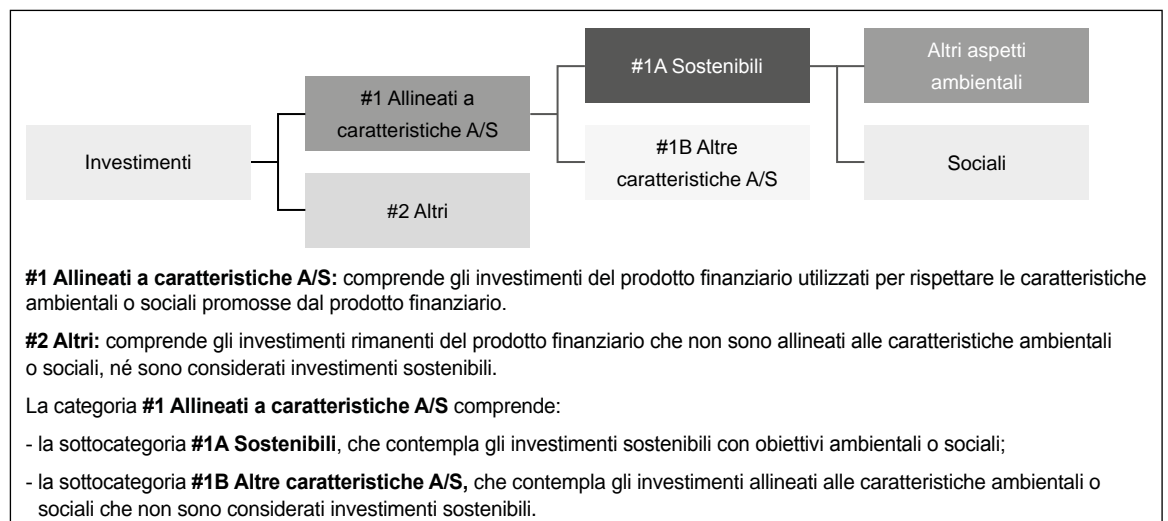 #1A Sostenibili
Altri aspetti
ambientali
#1 Allineati a
caratteristiche A/S
Investimenti
#1B Altre
caratteristiche A/S
Sociali
#2 Altri
#1 Allineati a caratteristiche A/S: comprende gli investimenti del prodotto finanziario utilizzati per rispettare le caratteristiche
ambientali o sociali promosse dal prodotto finanziario.
#2 Altri: comprende gli investimenti rimanenti del prodotto finanziario che non sono allineati alle caratteristiche ambientali
o sociali, né sono considerati investimenti sostenibili.
La categoria #1 Allineati a caratteristiche A/S comprende:
- la sottocategoria #1A Sostenibili, che contempla gli investimenti sostenibili con obiettivi ambientali o sociali;
- la sottocategoria #1B Altre caratteristiche A/S, che contempla gli investimenti allineati alle caratteristiche ambientali o
sociali che non sono considerati investimenti sostenibili.